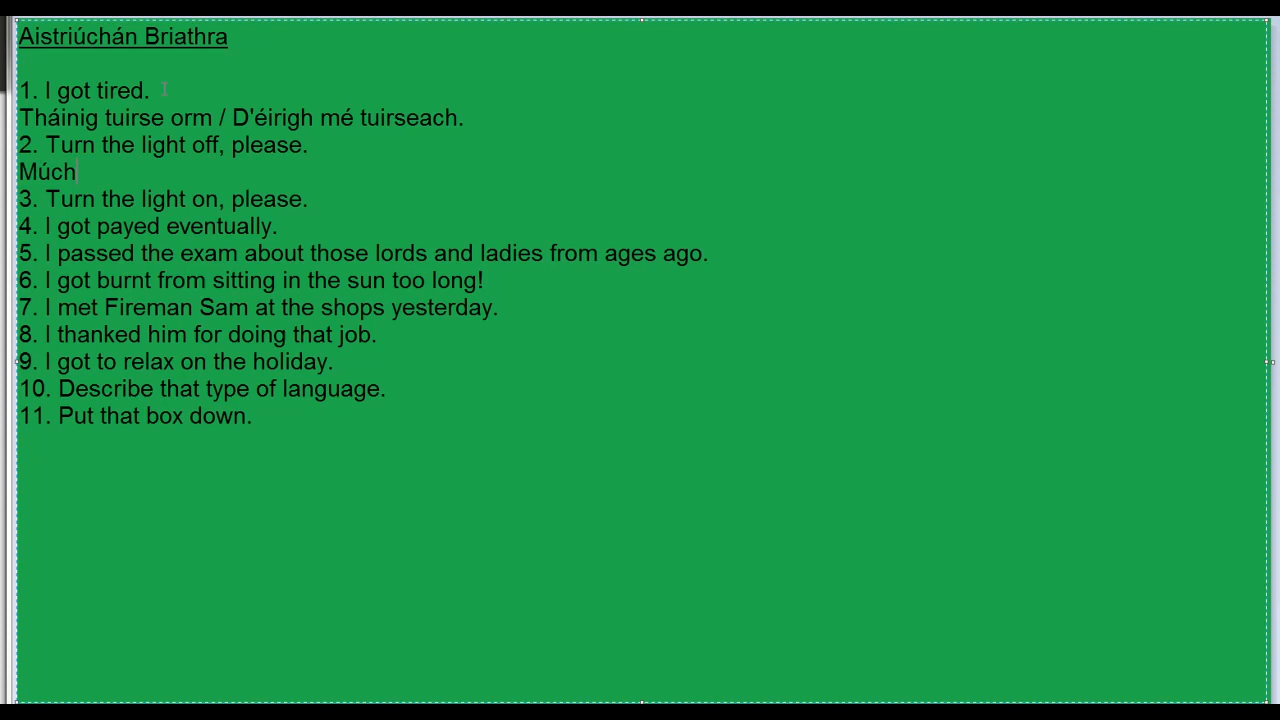 Aistriúchán Briathra
1. I got tired.
Tháinig tuirse orm / D'éirigh mé tuirseach.
2. Turn the light off, please.
Múch
3. Turn the light on, please.
4. I got payed eventually.
5. I passed the exam about those lords and ladies from ages ago.
6. I got burnt from sitting in the sun too long!
7. I met Fireman Sam at the shops yesterday.
8. I thanked him for doing that job.
9. I got to relax on the holiday.
10. Describe that type of language.
11. Put that box down.